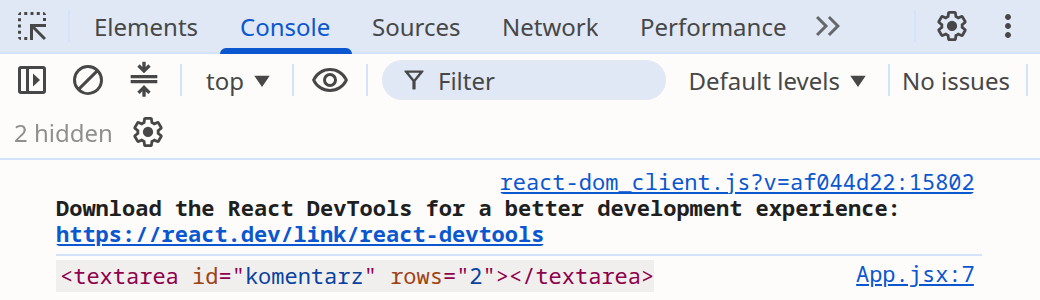 Elements Console Sources Network Performance
top Filter Default levels No issues
2 hidden
react-dom_client.js?v=af044d22:15802
Download the React DevTools for a better development experience:
https://react.dev/link/react-devtools
<textarea id="komentarz" rows="2"></textarea> App.jsx:7